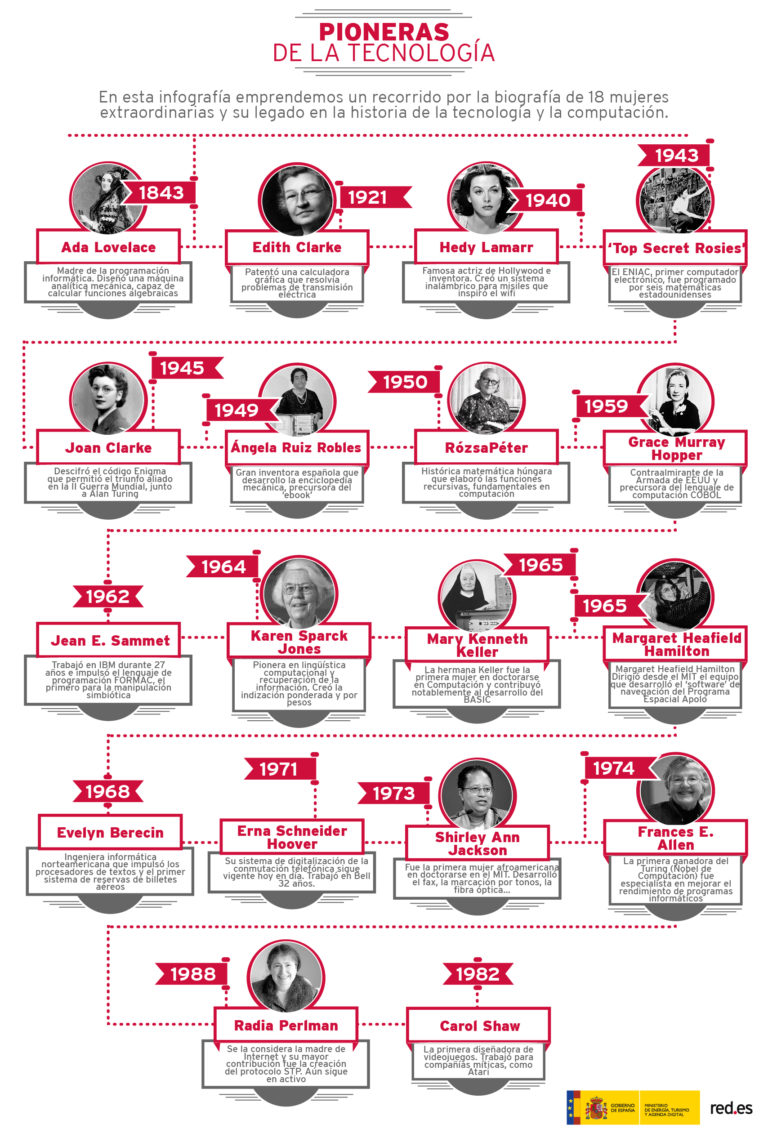 PIONERAS
DE LA TECNOLOGÍA
En esta infografía emprendemos un recorrido por la biografía de 18 mujeres
extraordinarias y su legado en la historia de la tecnología y la computación.
1843
Ada Lovelace
Madre de la programación
informática. Diseñó una máquina
analítica mecánica, capaz de
calcular funciones algebraicas
1921
Edith Clarke
Patentó una calculadora
gráfica que resolvía
problemas de transmisión
eléctrica
1940
Hedy Lamarr
Famosa actriz de Hollywood e
inventora. Creó un sistema
inalámbrico para misiles que
inspiró el wifi
1943
‘Top Secret Rosies’
El ENIAC, primer computador
electrónico, fue programado
por seis matemáticas
estadounidenses
1945
Joan Clarke
Descifró el código Enigma
que permitió el triunfo aliado
en la II Guerra Mundial, junto
a Alan Turing
1949
Ángela Ruiz Robles
Gran inventora española que
desarrollo la enciclopedia
mecánica, precursora del
'ebook'
1950
RózsaPéter
Histórica matemática húngara
que elaboró las funciones
recursivas, fundamentales en
computación
1959
Grace Murray
Hopper
Contraalmirante de la
Armada de EEUU y
precursora del lenguaje de
computación COBOL
1962
Jean E. Sammet
Trabajó en IBM durante 27
años e impulsó el lenguaje de
programación FORMAC, el
primero para la manipulación
simbiótica
1964
Karen Sparck
Jones
Pionera en lingüística
computacional y
recuperación de la
información. Creó la
indización ponderada y por
pesos
1965
Mary Kenneth
Keller
La hermana Keller fue la
primera mujer en doctorarse
en Computación y contribuyó
notablemente al desarrollo del
BASIC
1965
Margaret Heafield
Hamilton
Margaret Heafield Hamilton
Dirigió desde el MIT el equipo
que desarrolló el 'software' de
navegación del Programa
Espacial Apolo
1968
Evelyn Berecin
Ingeniera informática
norteamericana que impulsó los
procesadores de textos y el primer
sistema de reservas de billetes
aéreos
1971
Erna Schneider
Hoover
Su sistema de digitalización de la
conmutación telefónica sigue
vigente hoy en día. Trabajó en Bell
32 años.
1973
Shirley Ann
Jackson
Fue la primera mujer afroamericana
en doctorarse en el MIT. Desarrolló
el fax, la marcación por tonos, la
fibra óptica...
1974
Frances E.
Allen
La primera ganadora del
Turing (Nobel de
Computación) fue
especialista en mejorar el
rendimiento de programas
informáticos
1988
Radia Perlman
Se la considera la madre de
Internet y su mayor
contribución fue la creación
del protocolo STP. Aún sigue
en activo
1982
Carol Shaw
La primera diseñadora de
videojuegos. Trabajó para
compañías míticas, como
Atari
GOBIERNO
DE ESPAÑA
MINISTERIO
DE ENERGÍA, TURISMO
Y AGENDA DIGITAL
red.es